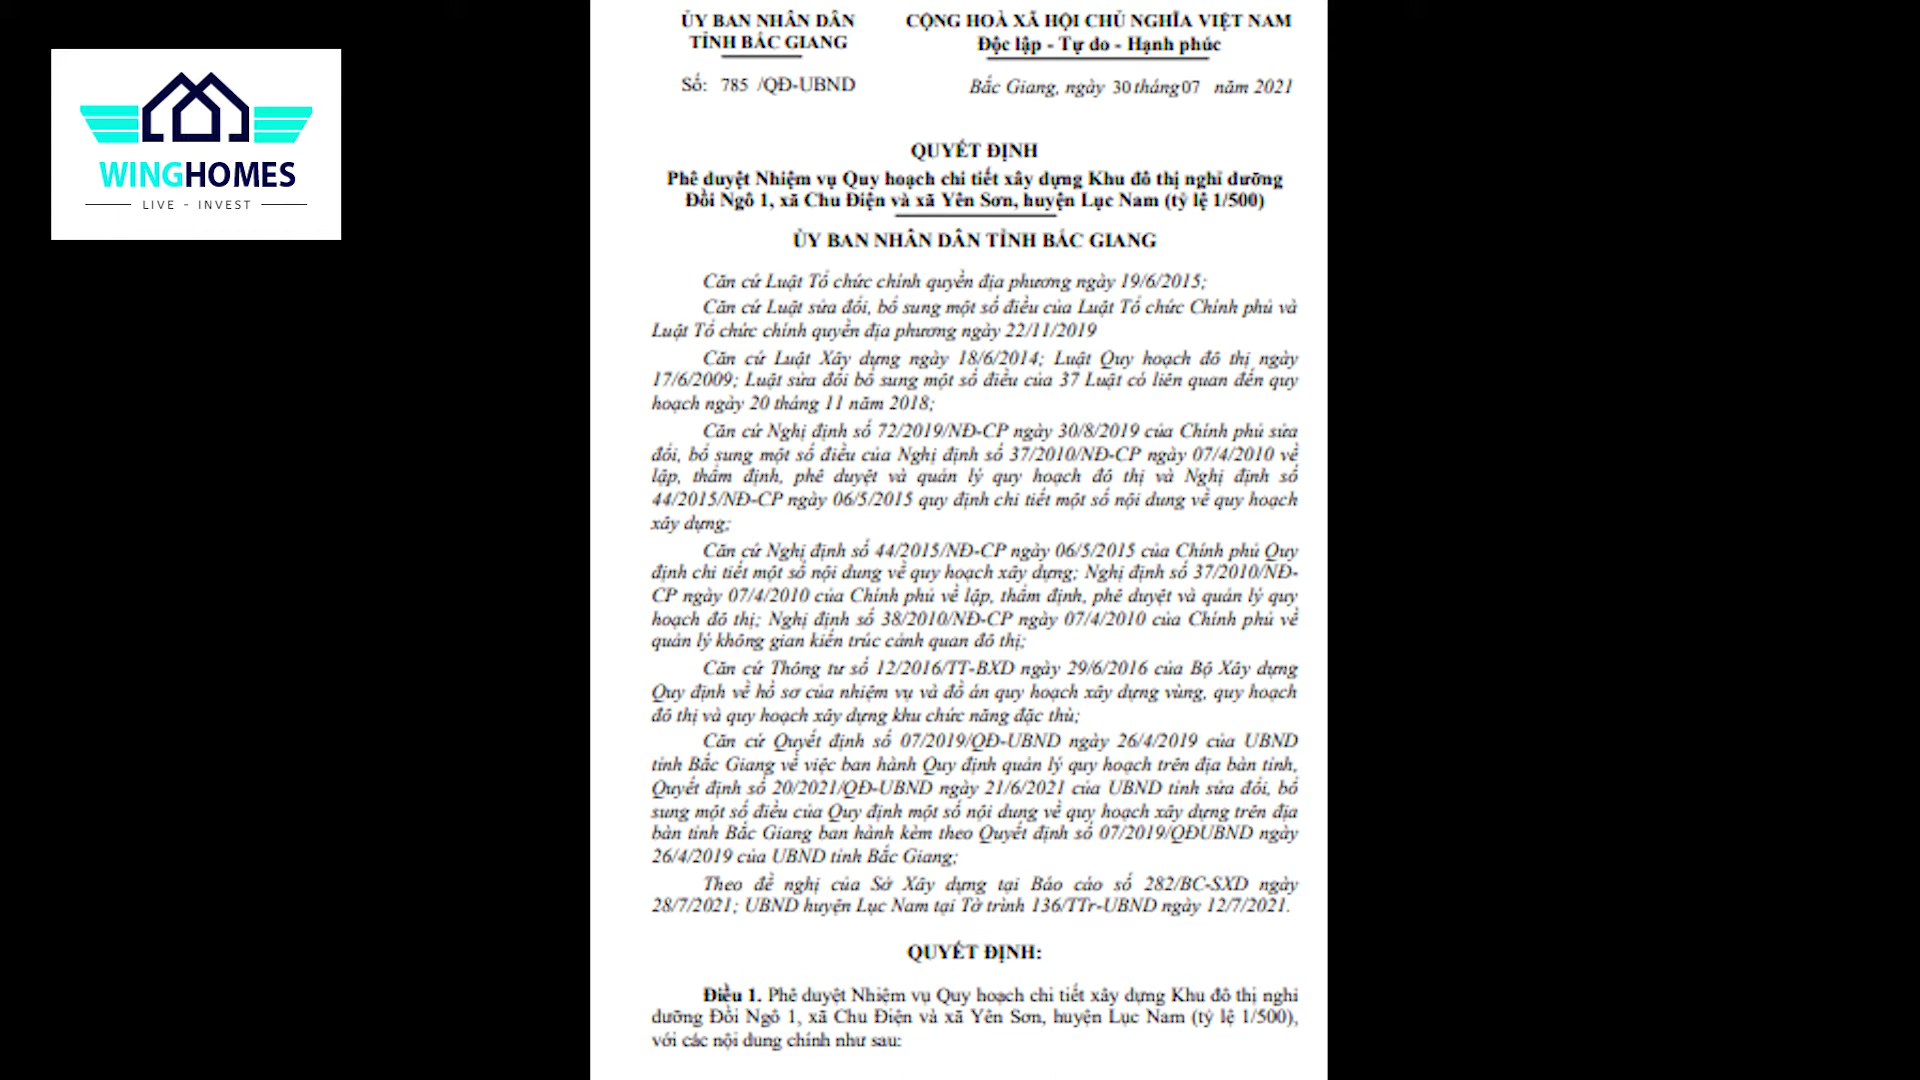 WINGHOMES
LIVE - INVEST
ỦY BAN NHÂN DÂN
TỈNH BẮC GIANG
CỘNG HOÀ XÃ HỘI CHỦ NGHĨA VIỆT NAM
Độc lập - Tự do - Hạnh phúc
Số: 785 /QĐ-UBND
Bắc Giang, ngày 30 tháng 07 năm 2021
QUYẾT ĐỊNH
Phê duyệt Nhiệm vụ Quy hoạch chi tiết xây dựng Khu đô thị nghỉ dưỡng
Đồi Ngô 1, xã Chu Điện và xã Yên Sơn, huyện Lục Nam (tỷ lệ 1/500)
ỦY BAN NHÂN DÂN TỈNH BẮC GIANG
Căn cứ Luật Tổ chức chính quyền địa phương ngày 19/6/2015;
Căn cứ Luật sửa đổi, bổ sung một số điều của Luật Tổ chức Chính phủ và
Luật Tổ chức chính quyền địa phương ngày 22/11/2019
Căn cứ Luật Xây dựng ngày 18/6/2014; Luật Quy hoạch đô thị ngày
17/6/2009; Luật sửa đổi bổ sung một số điều của 37 Luật có liên quan đến quy
hoạch ngày 20 tháng 11 năm 2018;
Căn cứ Nghị định số 72/2019/NĐ-CP ngày 30/8/2019 của Chính phủ sửa
đổi, bổ sung một số điều của Nghị định số 37/2010/NĐ-CP ngày 07/4/2010 về
lập, thẩm định, phê duyệt và quản lý quy hoạch đô thị và Nghị định số
44/2015/NĐ-CP ngày 06/5/2015 quy định chi tiết một số nội dung về quy hoạch
xây dựng;
Căn cứ Nghị định số 44/2015/NĐ-CP ngày 06/5/2015 của Chính phủ Quy
định chi tiết một số nội dung về quy hoạch xây dựng; Nghị định số 37/2010/NĐ-
CP ngày 07/4/2010 của Chính phủ về lập, thẩm định, phê duyệt và quản lý quy
hoạch đô thị; Nghị định số 38/2010/NĐ-CP ngày 07/4/2010 của Chính phủ về
quản lý không gian kiến trúc cảnh quan đô thị;
Căn cứ Thông tư số 12/2016/TT-BXD ngày 29/6/2016 của Bộ Xây dựng
Quy định về hồ sơ của nhiệm vụ và đồ án quy hoạch xây dựng vùng, quy hoạch
đô thị và quy hoạch xây dựng khu chức năng đặc thù;
Căn cứ Quyết định số 07/2019/QĐ-UBND ngày 26/4/2019 của UBND
tỉnh Bắc Giang về việc ban hành Quy định quản lý quy hoạch trên địa bàn tỉnh,
Quyết định số 20/2021/QĐ-UBND ngày 21/6/2021 của UBND tỉnh sửa đổi, bổ
sung một số điều của Quy định một số nội dung về quy hoạch xây dựng trên địa
bàn tỉnh Bắc Giang ban hành kèm theo Quyết định số 07/2019/QĐUBND ngày
26/4/2019 của UBND tỉnh Bắc Giang;
Theo đề nghị của Sở Xây dựng tại Báo cáo số 282/BC-SXD ngày
28/7/2021; UBND huyện Lục Nam tại Tờ trình 136/TTr-UBND ngày 12/7/2021.
QUYẾT ĐỊNH:
Điều 1. Phê duyệt Nhiệm vụ Quy hoạch chi tiết xây dựng Khu đô thị nghỉ
dưỡng Đồi Ngô 1, xã Chu Điện và xã Yên Sơn, huyện Lục Nam (tỷ lệ 1/500),
với các nội dung chính như sau: